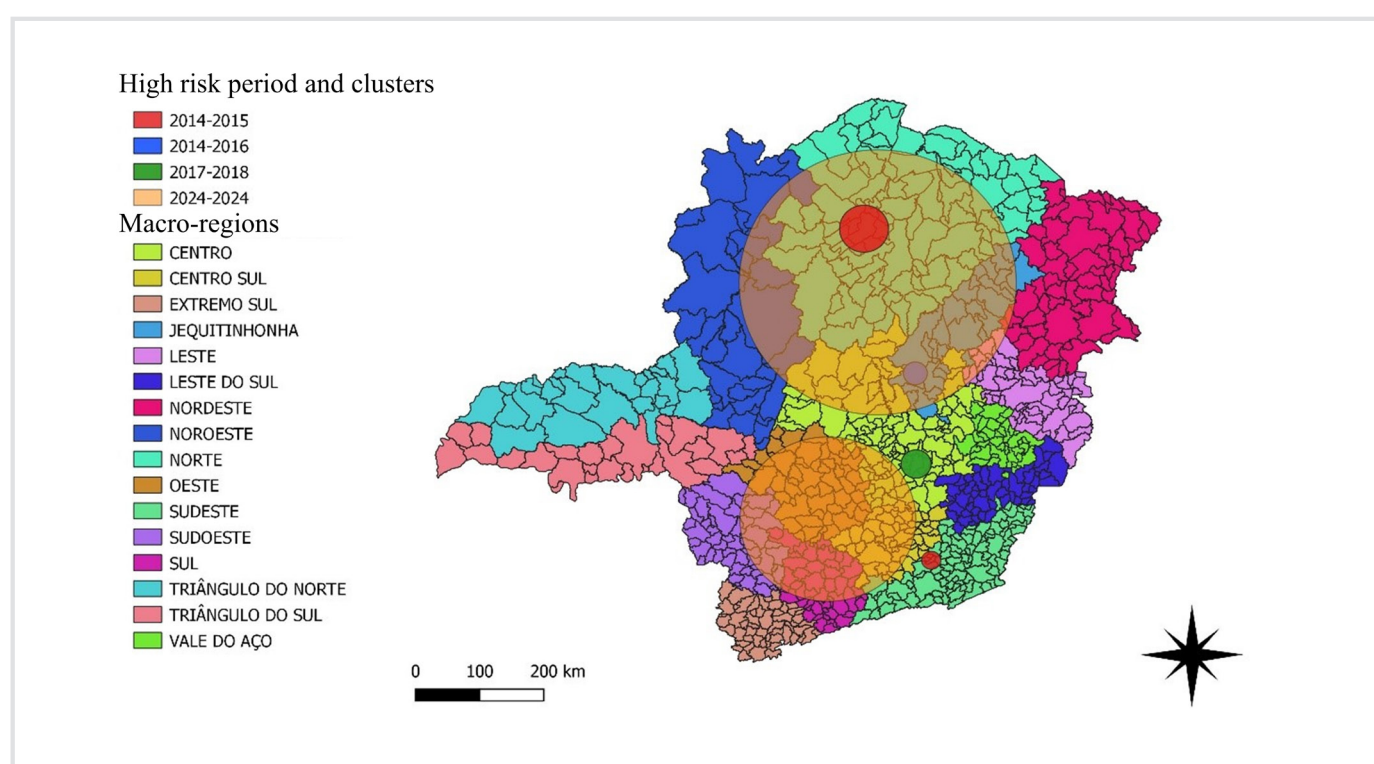 High risk period and clusters
2014-2015
2014-2016
2017-2018
2024-2024
Macro-regions
CENTRO
CENTRO SUL
EXTREMO SUL
JEQUITINHONHA
LESTE
LESTE DO SUL
NORDESTE
NOROESTE
NORTE
OESTE
SUDESTE
SUDOESTE
SUL
TRIÂNGULO DO NORTE
TRIÂNGULO DO SUL
VALE DO AÇO
0 100 200 km